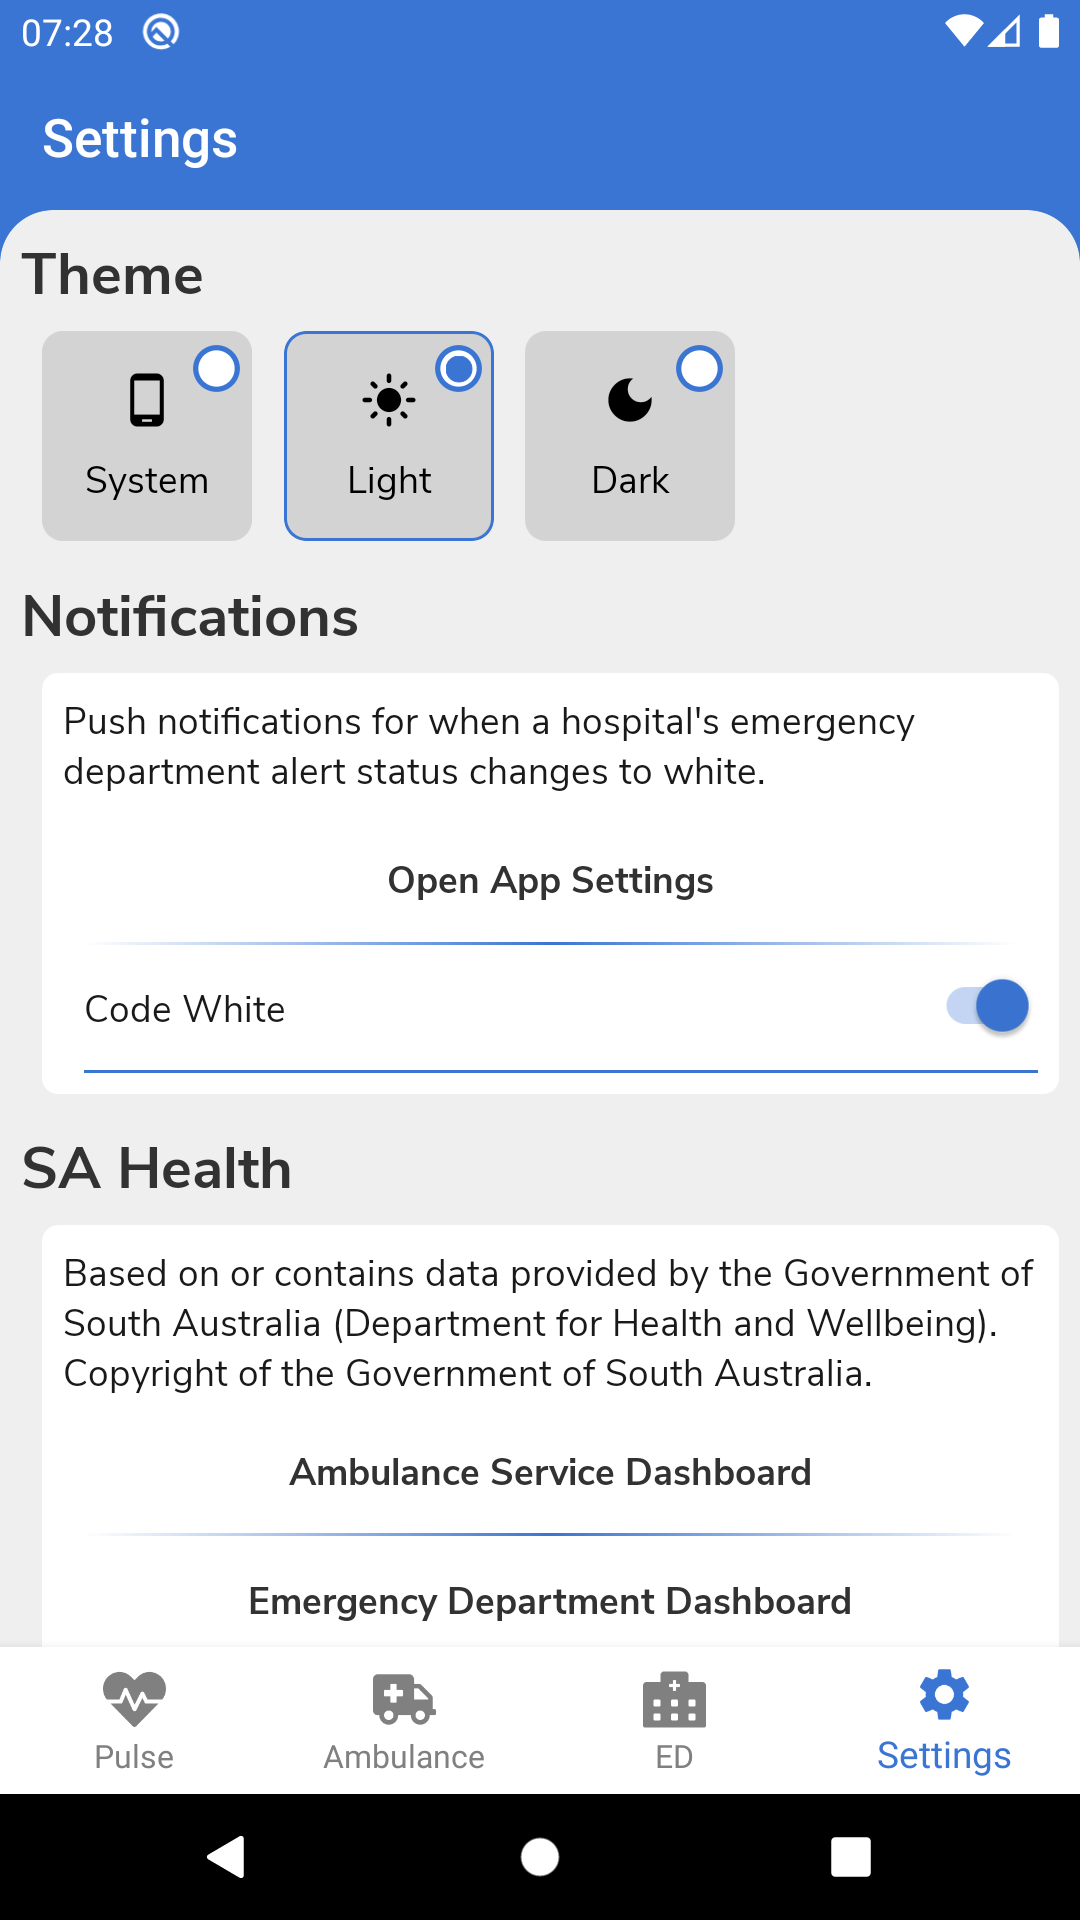 07:28
Settings
Theme
System
Light
Dark
Notifications
Push notifications for when a hospital's emergency
department alert status changes to white.
Open App Settings
Code White
SA Health
Based on or contains data provided by the Government of
South Australia (Department for Health and Wellbeing).
Copyright of the Government of South Australia.
Ambulance Service Dashboard
Emergency Department Dashboard
Pulse
Ambulance
ED
Settings